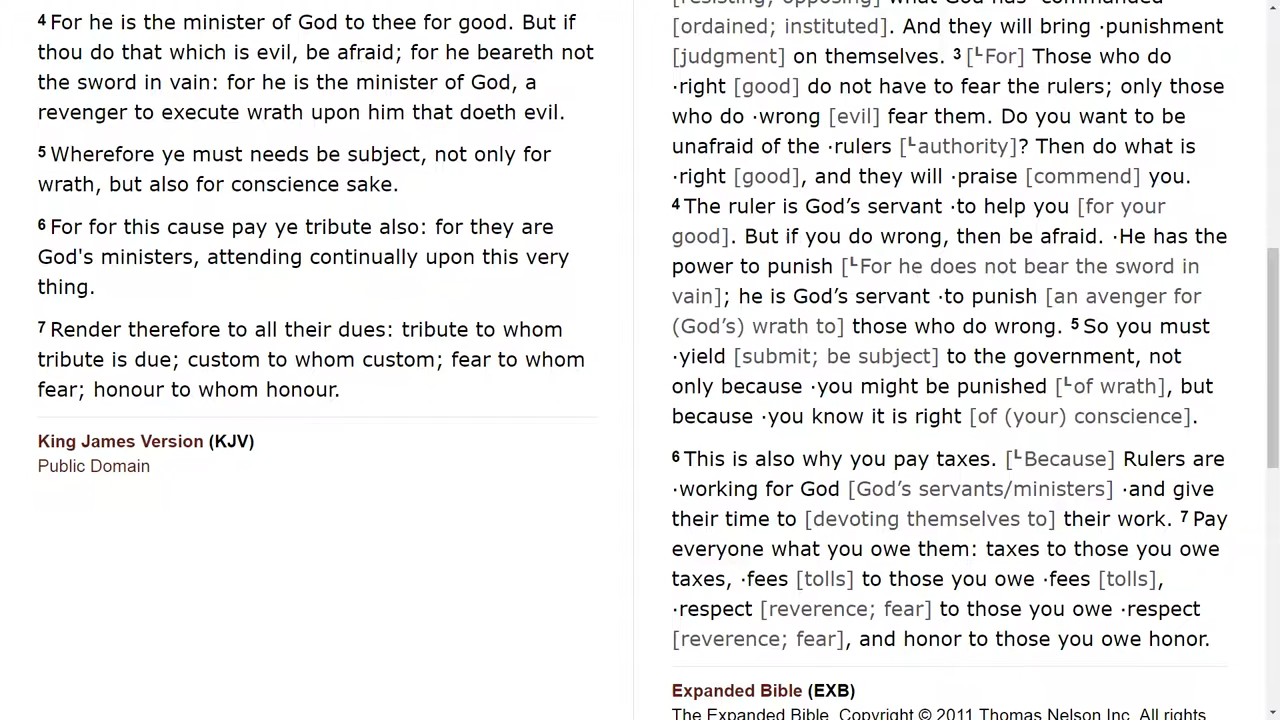 4 For he is the minister of God to thee for good. But if
thou do that which is evil, be afraid; for he beareth not
the sword in vain: for he is the minister of God, a
revenger to execute wrath upon him that doeth evil.
5 Wherefore ye must needs be subject, not only for
wrath, but also for conscience sake.
6 For for this cause pay ye tribute also: for they are
God's ministers, attending continually upon this very
thing.
7 Render therefore to all their dues: tribute to whom
tribute is due; custom to whom custom; fear to whom
fear; honour to whom honour.
King James Version (KJV)
Public Domain
[resisting; opposing] what God has ·commanded
[ordained; instituted]. And they will bring ·punishment
[judgment] on themselves. 3 [ᴸFor] Those who do
·right [good] do not have to fear the rulers; only those
who do ·wrong [evil] fear them. Do you want to be
unafraid of the ·rulers [ᴸauthority]? Then do what is
·right [good], and they will ·praise [commend] you.
4 The ruler is God’s servant ·to help you [for your
good]. But if you do wrong, then be afraid. ·He has the
power to punish [ᴸFor he does not bear the sword in
vain]; he is God’s servant ·to punish [an avenger for
(God’s) wrath to] those who do wrong. 5 So you must
·yield [submit; be subject] to the government, not
only because ·you might be punished [ᴸof wrath], but
because ·you know it is right [of (your) conscience].
6 This is also why you pay taxes. [ᴸBecause] Rulers are
·working for God [God’s servants/ministers] ·and give
their time to [devoting themselves to] their work. 7 Pay
everyone what you owe them: taxes to those you owe
taxes, ·fees [tolls] to those you owe ·fees [tolls],
·respect [reverence; fear] to those you owe ·respect
[reverence; fear], and honor to those you owe honor.
Expanded Bible (EXB)
The Expanded Bible, Copyright © 2011 Thomas Nelson Inc. All rights